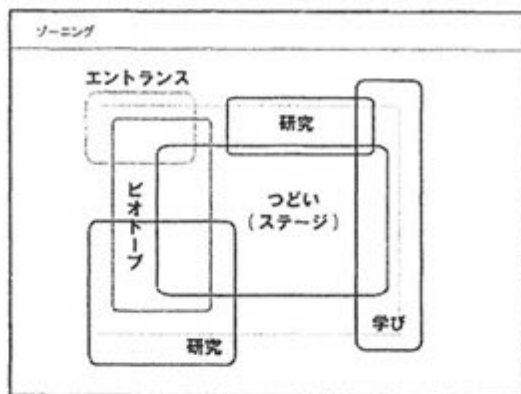 ゾーニング
エントランス
研究
ビオトープ
つどい
(ステージ)
学び
研究